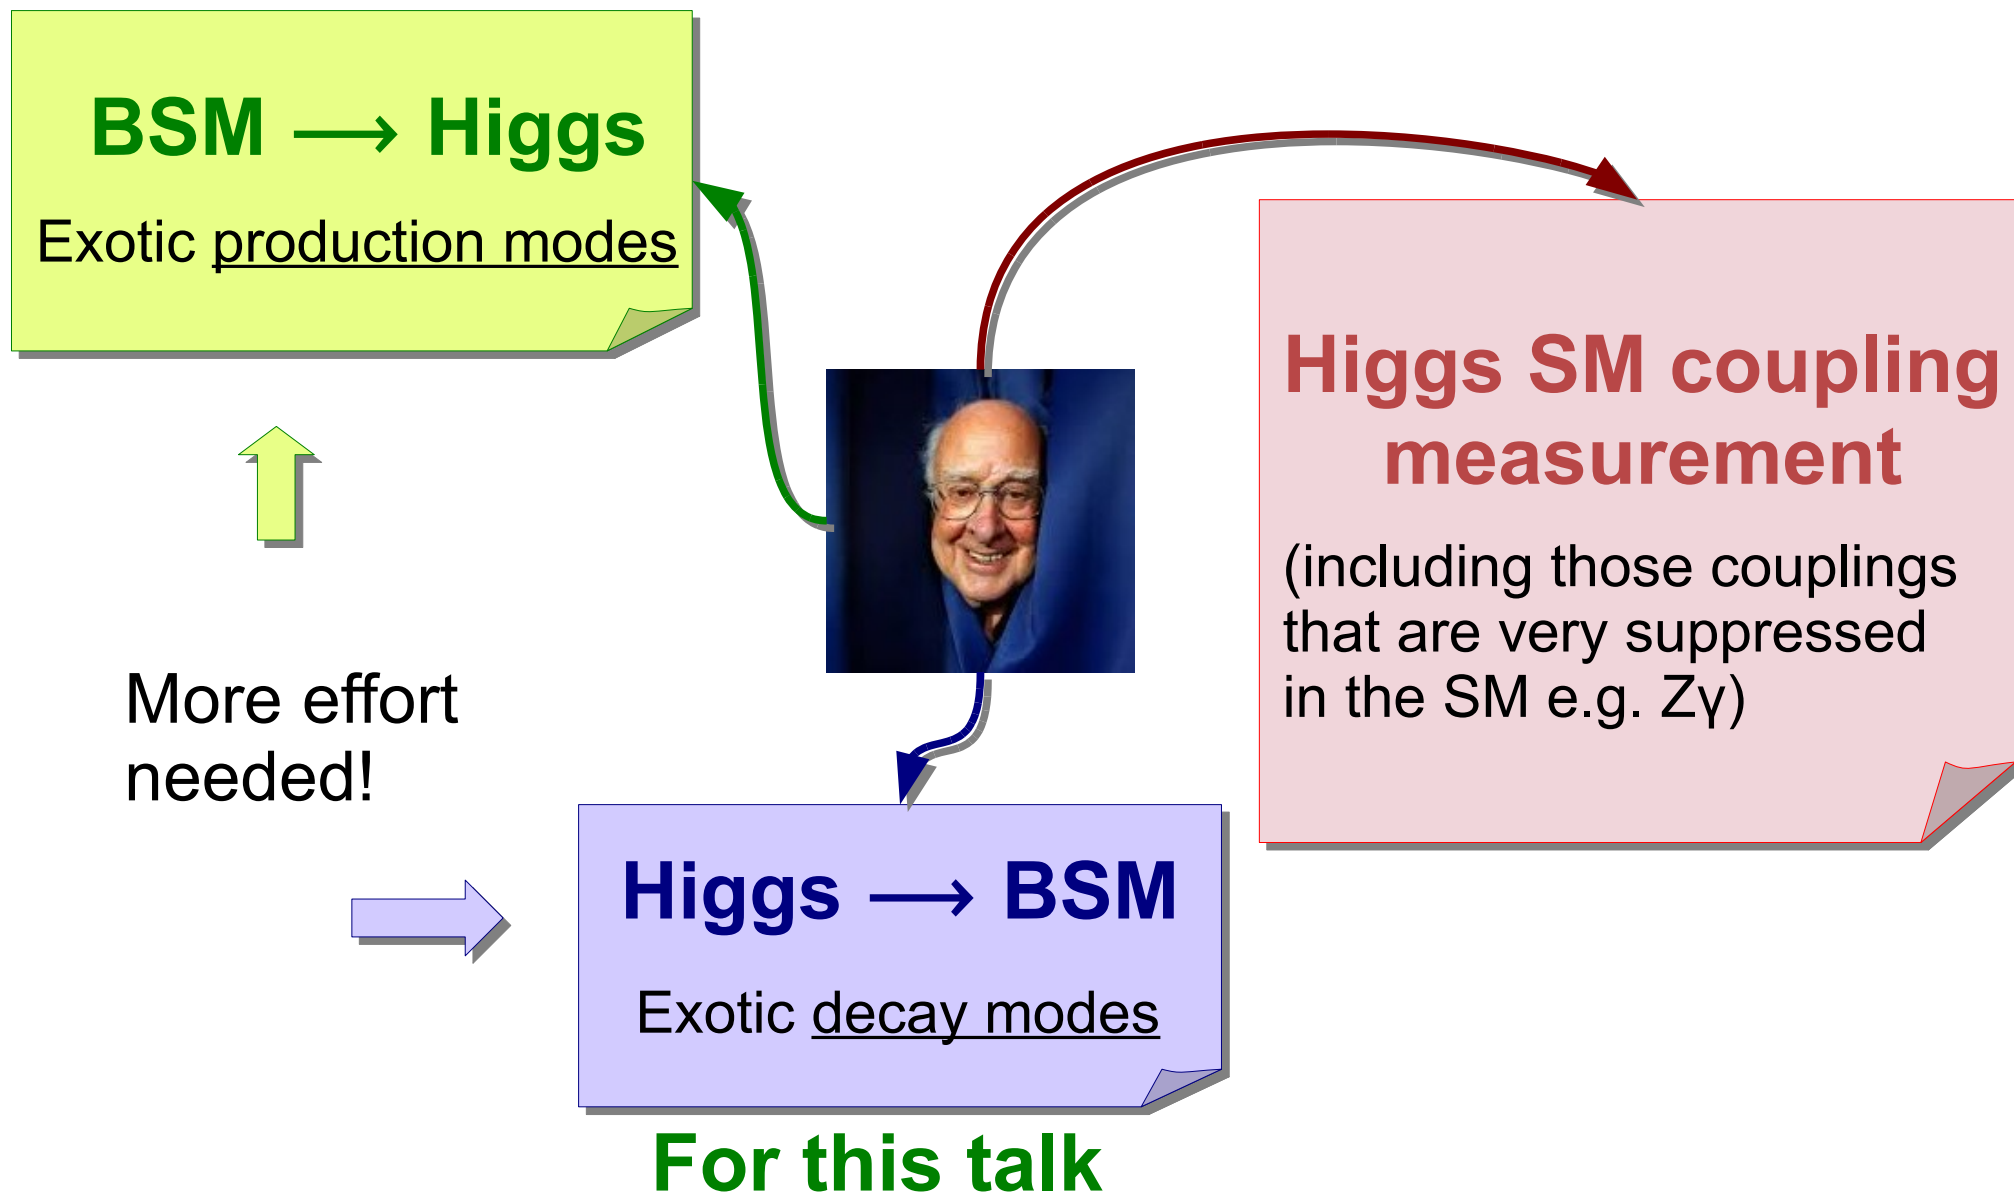 BSM ⟶ Higgs
Exotic production modes
Higgs SM coupling
measurement
(including those couplings
that are very suppressed
in the SM e.g. Zγ)
More effort
needed!
Higgs ⟶ BSM
Exotic decay modes
For this talk